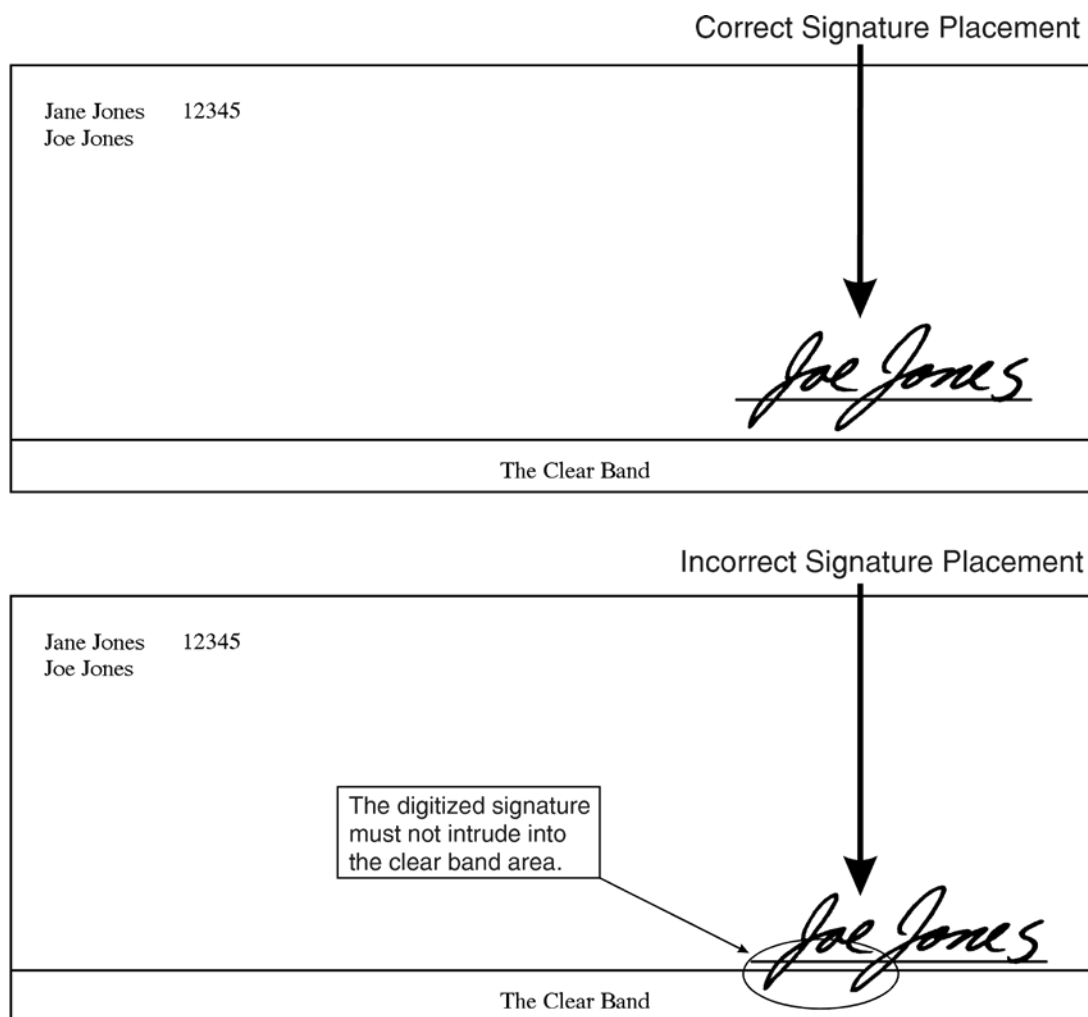 Correct Signature Placement
Jane Jones 12345
Joe Jones
Joe Jones
The Clear Band
Incorrect Signature Placement
Jane Jones 12345
Joe Jones
The digitized signature
must not intrude into
the clear band area.
Joe Jones
The Clear Band